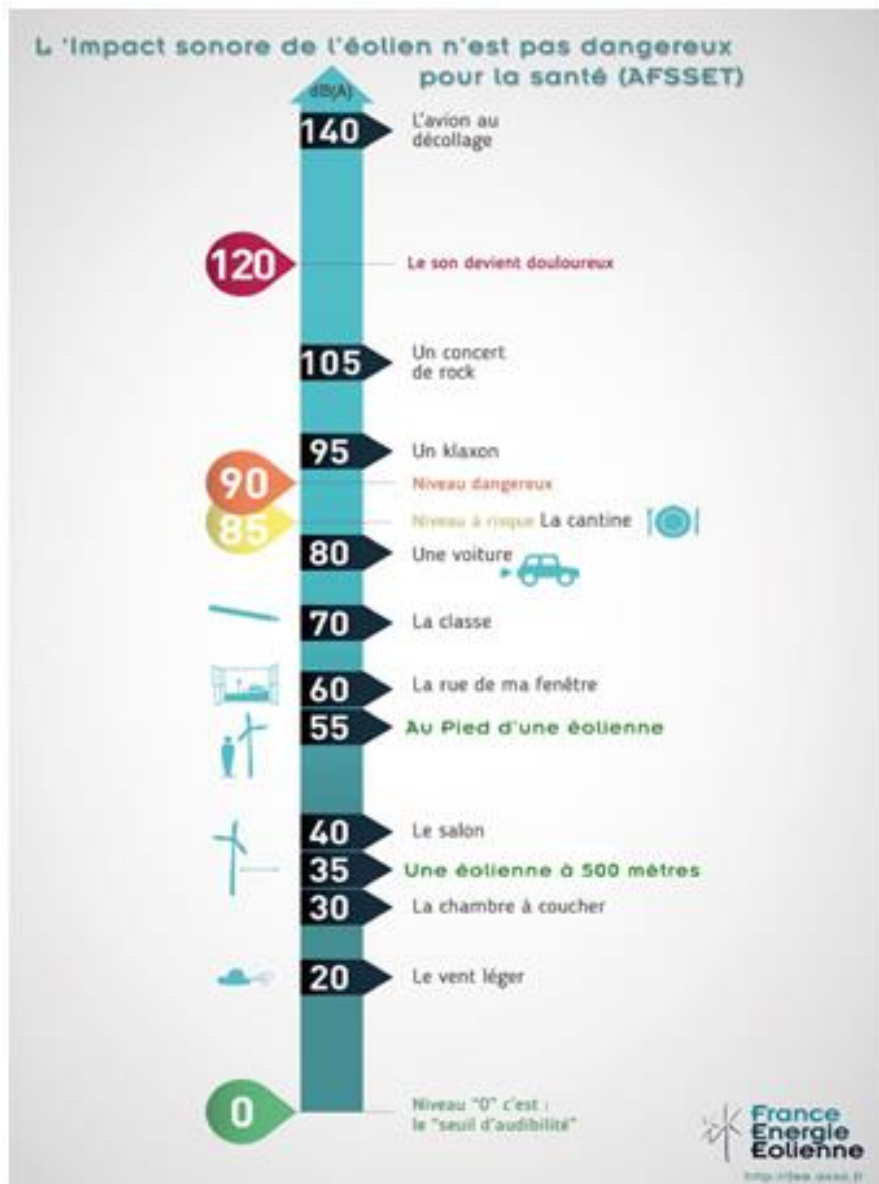 L 'Impact sonore de l'éolien n'est pas dangereux
pour la santé (AFSSET)
dB(A)
140 L'avion au
décollage
120 Le son devient douloureux
105 Un concert
de rock
95 Un klaxon
90 Niveau dangereux
85 Niveau à risque La cantine
80 Une voiture
70 La classe
60 La rue de ma fenêtre
55 Au Pied d'une éolienne
40 Le salon
35 Une éolienne à 500 mètres
30 La chambre à coucher
20 Le vent léger
0 Niveau "0" c'est :
le "seuil d'audibilité"
France
Energie
Eolienne